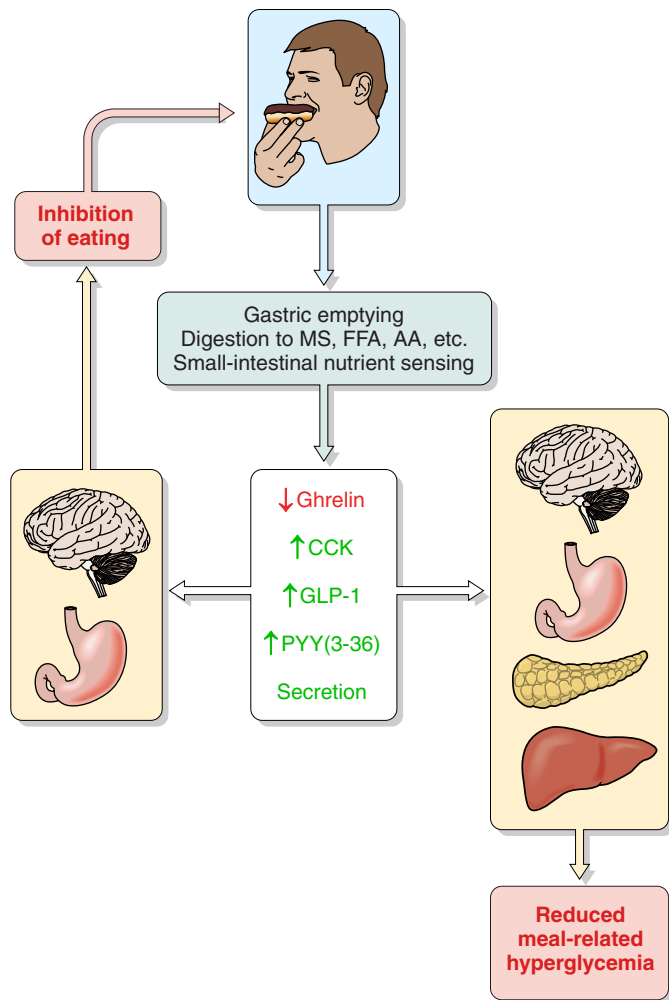 Inhibition
of eating
Gastric emptying
Digestion to MS, FFA, AA, etc.
Small-intestinal nutrient sensing
↓Ghrelin
↑CCK
↑GLP-1
↑PYY(3-36)
Secretion
Reduced
meal-related
hyperglycemia